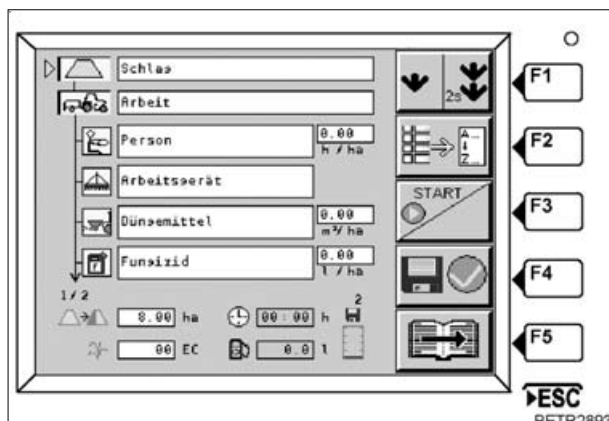 Schlag
F1
Arbeit
2s
Person
0.00
h / ha
A...
Z...
F2
Arbeitsgerät
START
F3
Düngemittel
0.00
m³/ ha
Fungizid
0.00
l / ha
F4
1 / 2
8.00 ha
00:00 h
2
00 EC
0.0 l
F5
ESC